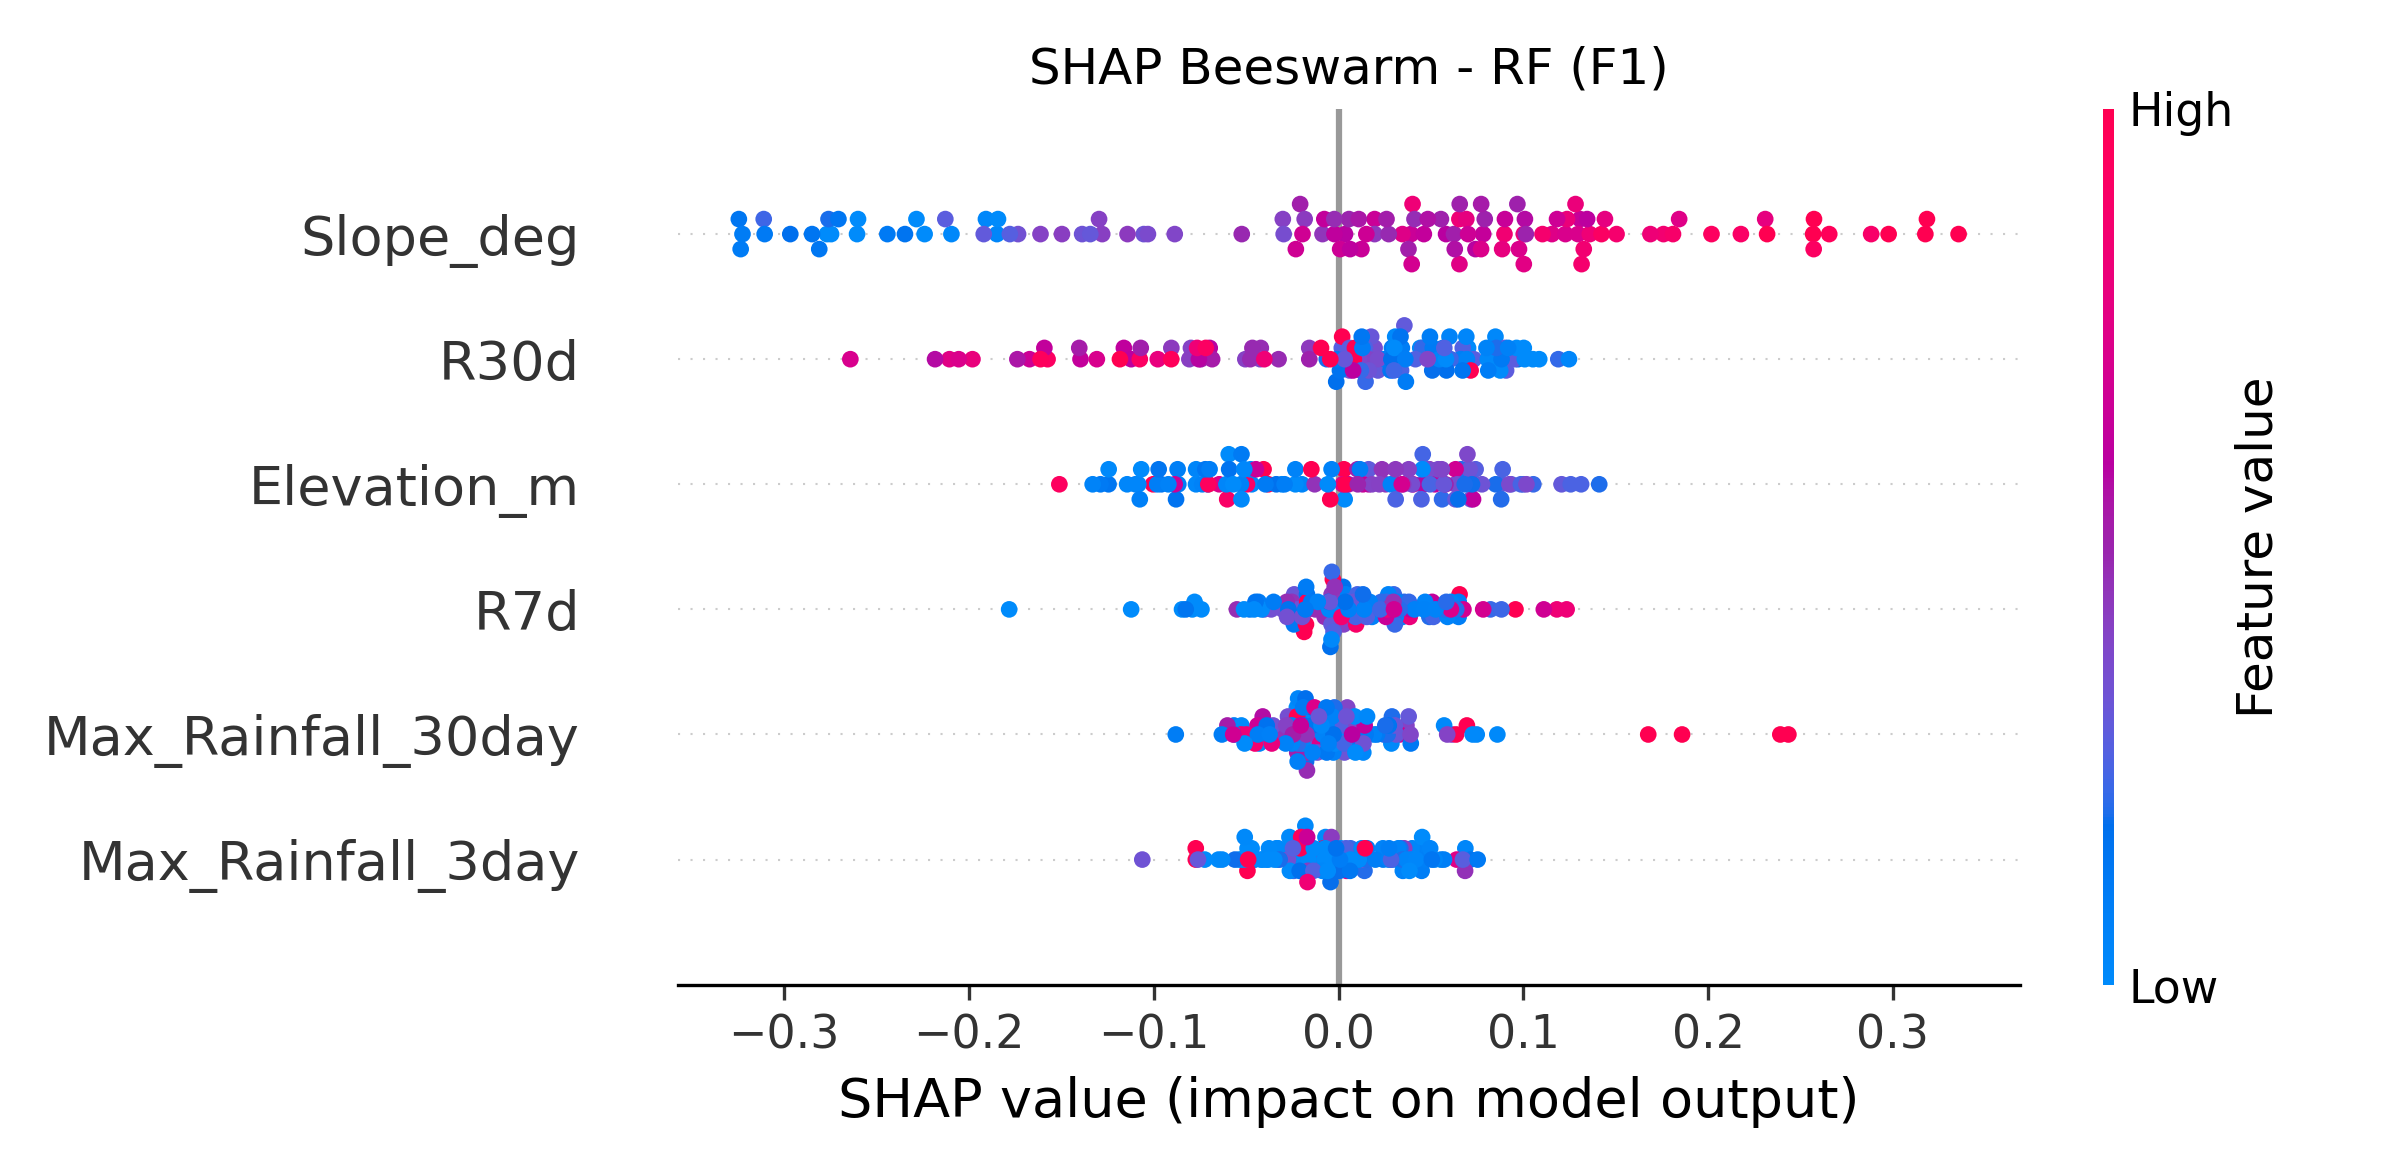 SHAP Beeswarm - RF (F1)
High
Slope_deg
R30d
Elevation_m
R7d
Max_Rainfall_30day
Max_Rainfall_3day
Feature value
Low
−0.3 −0.2 −0.1 0.0 0.1 0.2 0.3
SHAP value (impact on model output)